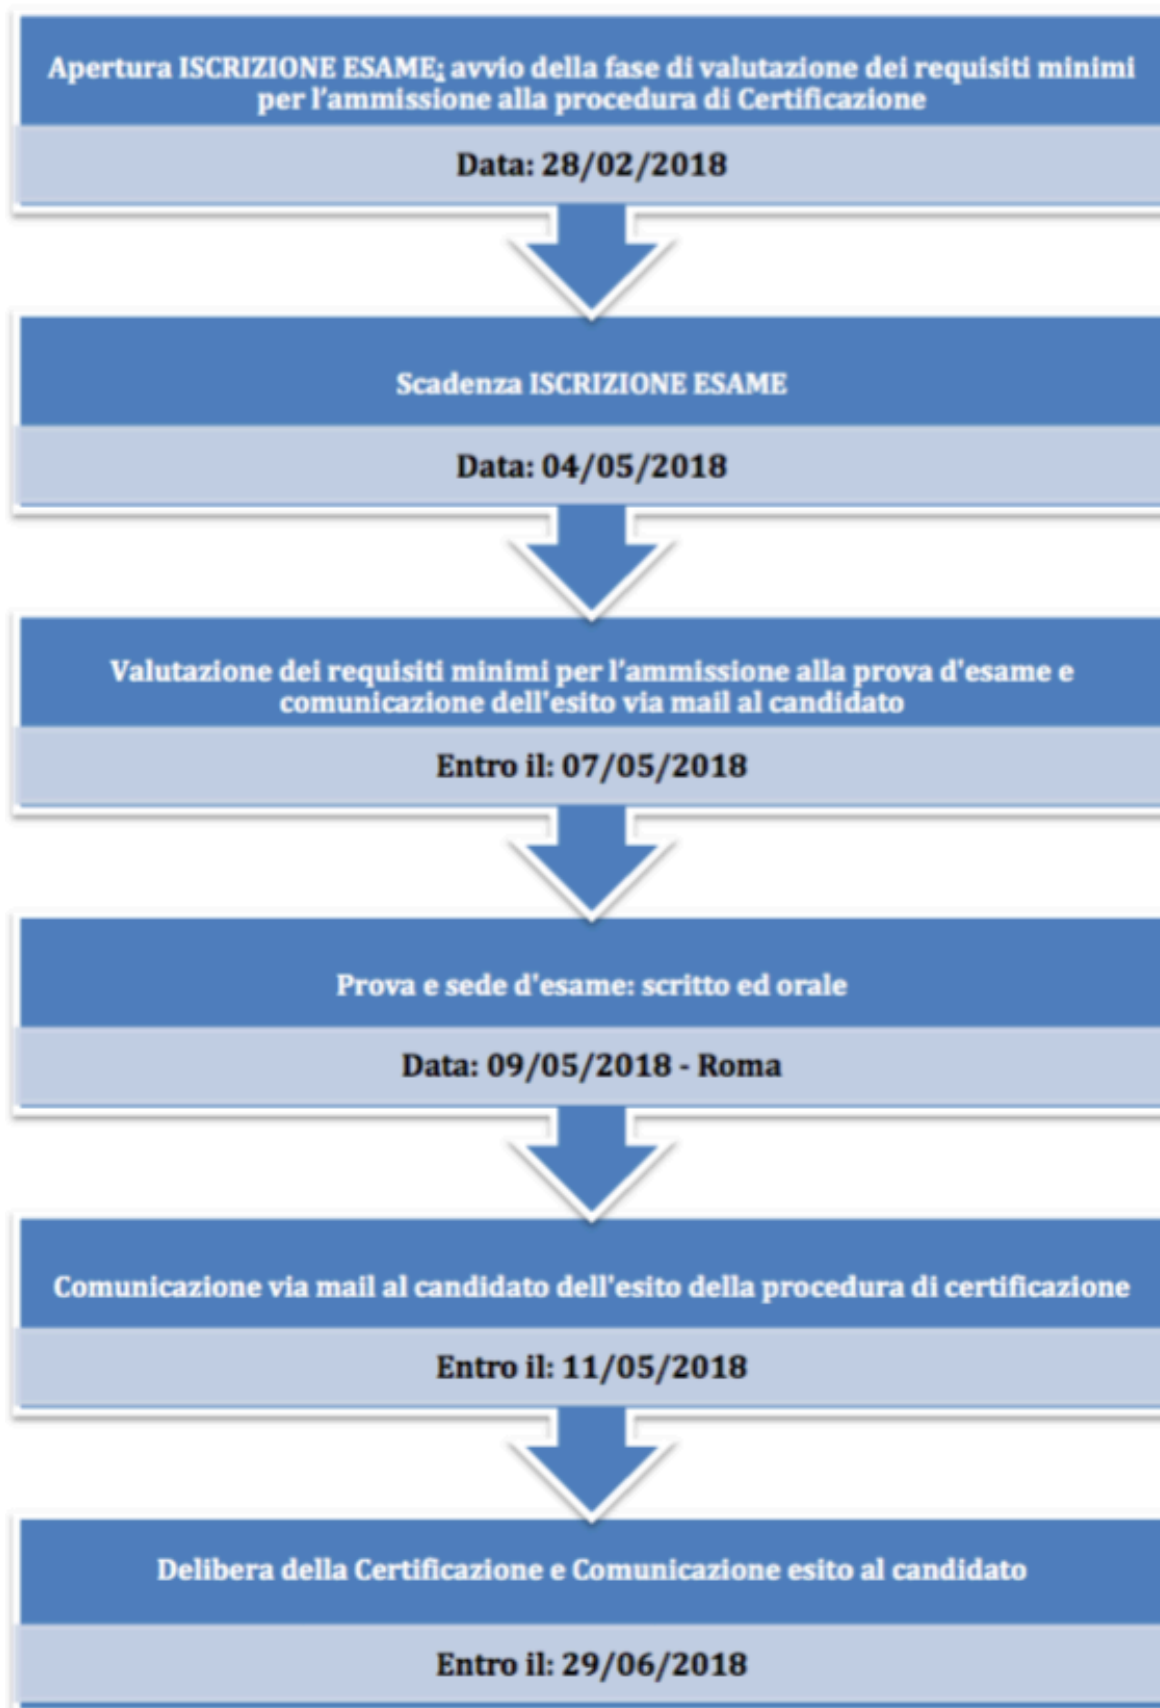 Apertura ISCRIZIONE ESAME: avvio della fase di valutazione dei requisiti minimi
per l'ammissione alla procedura di Certificazione
Data: 28/02/2018
Scadenza ISCRIZIONE ESAME
Data: 04/05/2018
Valutazione dei requisiti minimi per l'ammissione alla prova d'esame e
comunicazione dell'esito via mail al candidato
Entro il: 07/05/2018
Prova e sede d'esame: scritto ed orale
Data: 09/05/2018 - Roma
Comunicazione via mail al candidato dell'esito della procedura di certificazione
Entro il: 11/05/2018
Delibera della Certificazione e Comunicazione esito al candidato
Entro il: 29/06/2018